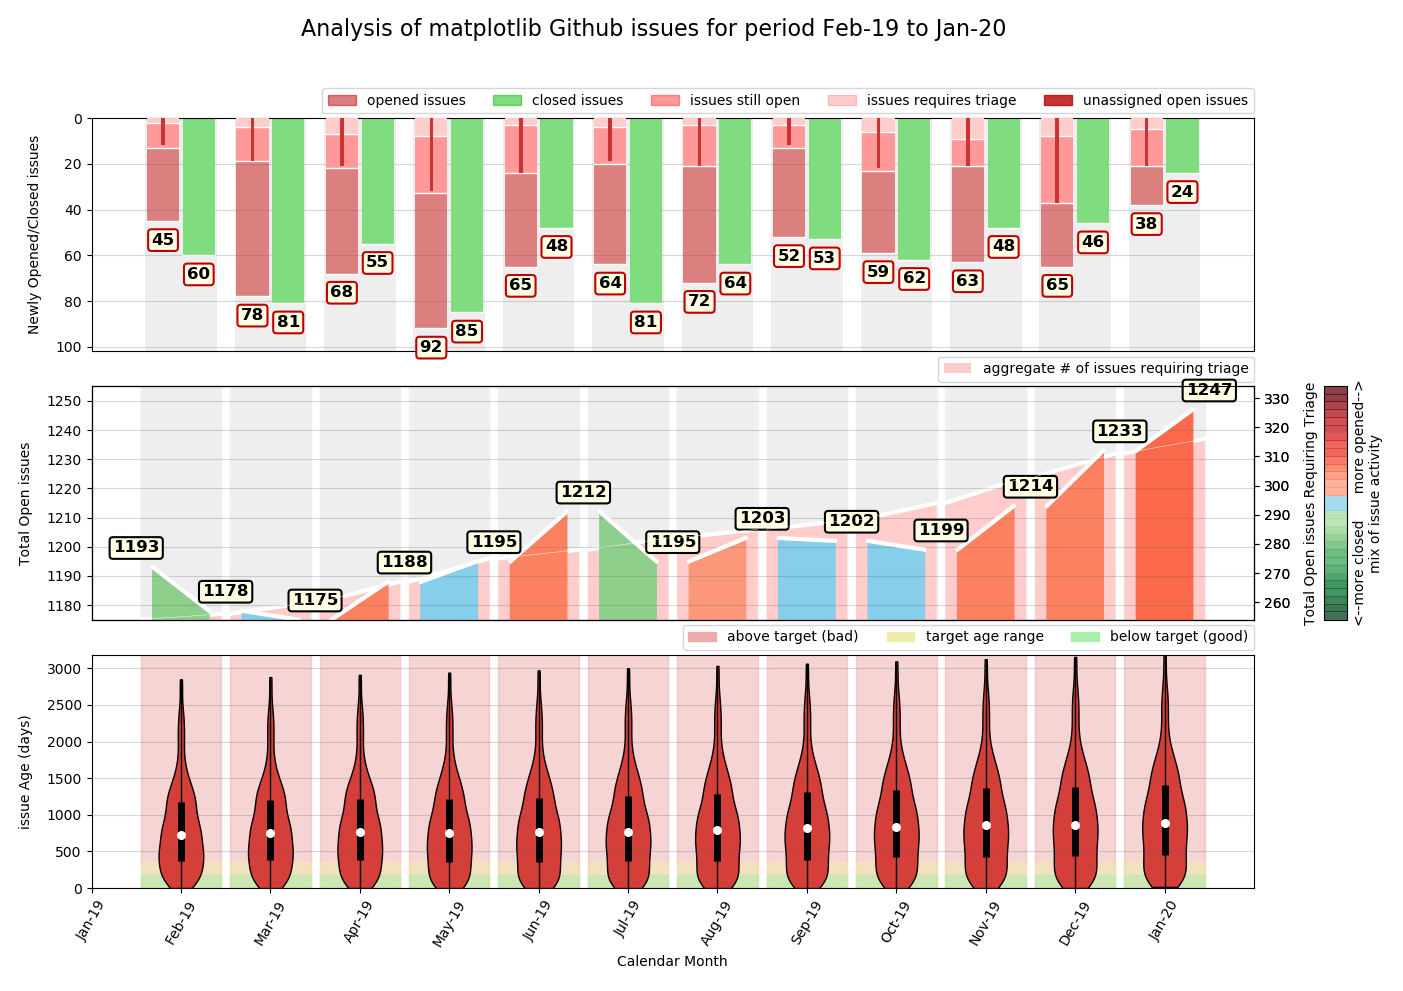 Analysis of matplotlib Github issues for period Feb-19 to Jan-20
opened issues closed issues issues still open issues requires triage unassigned open issues
Newly Opened/Closed issues
0
20
40
60
80
100
45 60 78 81 68 55 92 85 65 48 64 81 72 64 52 53 59 62 63 48 65 46 38 24
aggregate # of issues requiring triage
Total Open issues
1250
1240
1230
1220
1210
1200
1190
1180
1193 1178 1175 1188 1195 1212 1195 1203 1202 1199 1214 1233 1247
330
320
310
300
290
280
270
260
Total Open issues Requiring Triage
<--more closed more opened-->
mix of issue activity
above target (bad) target age range below target (good)
issue Age (days)
3000
2500
2000
1500
1000
500
0
Jan-19 Feb-19 Mar-19 Apr-19 May-19 Jun-19 Jul-19 Aug-19 Sep-19 Oct-19 Nov-19 Dec-19 Jan-20
Calendar Month